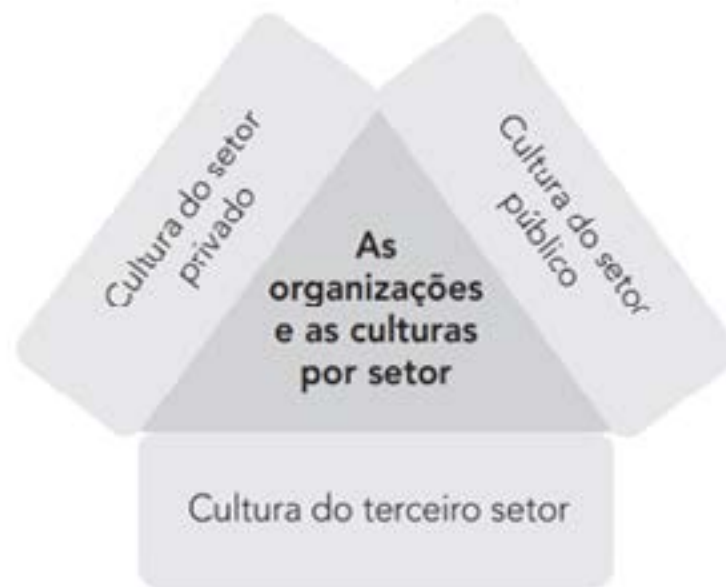 Cultura do setor
privado
Cultura do setor
público
As
organizações
e as culturas
por setor
Cultura do terceiro setor